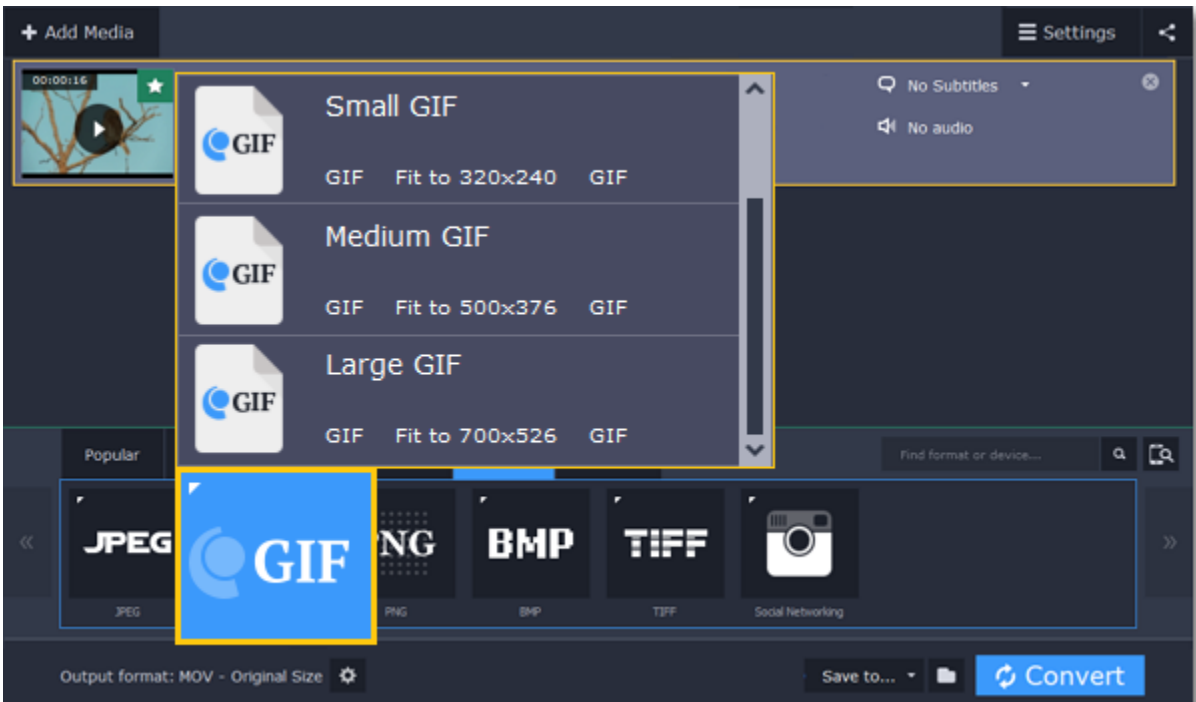 Add Media
Settings
00:00:16
No Subtitles
No audio
Small GIF
GIF Fit to 320x240 GIF
GIF
Medium GIF
GIF Fit to 500x376 GIF
GIF
Large GIF
GIF Fit to 700x526 GIF
GIF
Popular
Find format or device....
JPEG
GIF
NG
BMP
TIFF
JPEG
PNG
BMP
TIFF
Social Networking
Output format: MOV - Original Size
Save to...
Convert